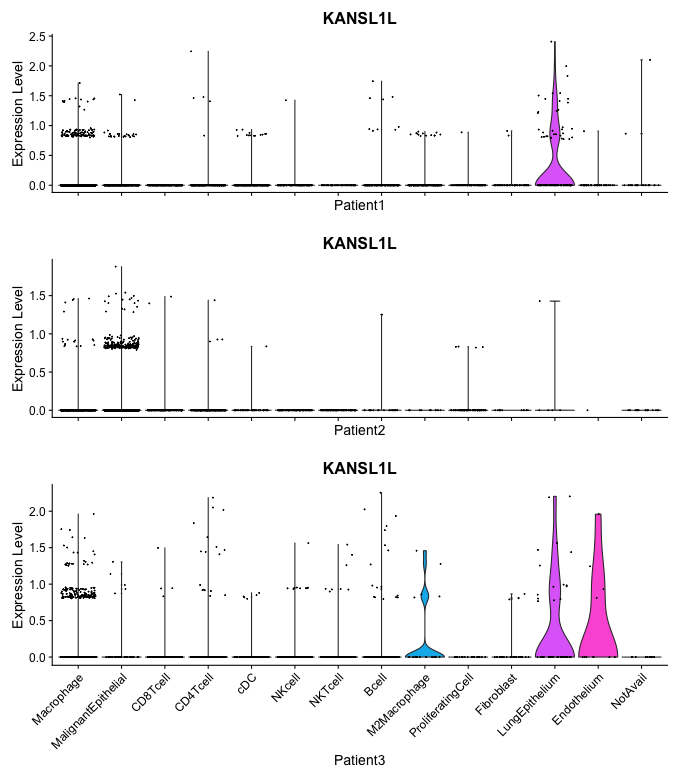 KANSL1L
Expression Level
2.5
2.0
1.5
1.0
0.5
0.0
Patient1
KANSL1L
Expression Level
1.5
1.0
0.5
0.0
Patient2
KANSL1L
Expression Level
2.0
1.5
1.0
0.5
0.0
Macrophage
MalignantEpithelial
CD8Tcell
CD4Tcell
cDC
NKcell
NKTcell
Bcell
M2Macrophage
ProliferatingCell
Fibroblast
LungEpithelium
Endothelium
NotAvail
Patient3